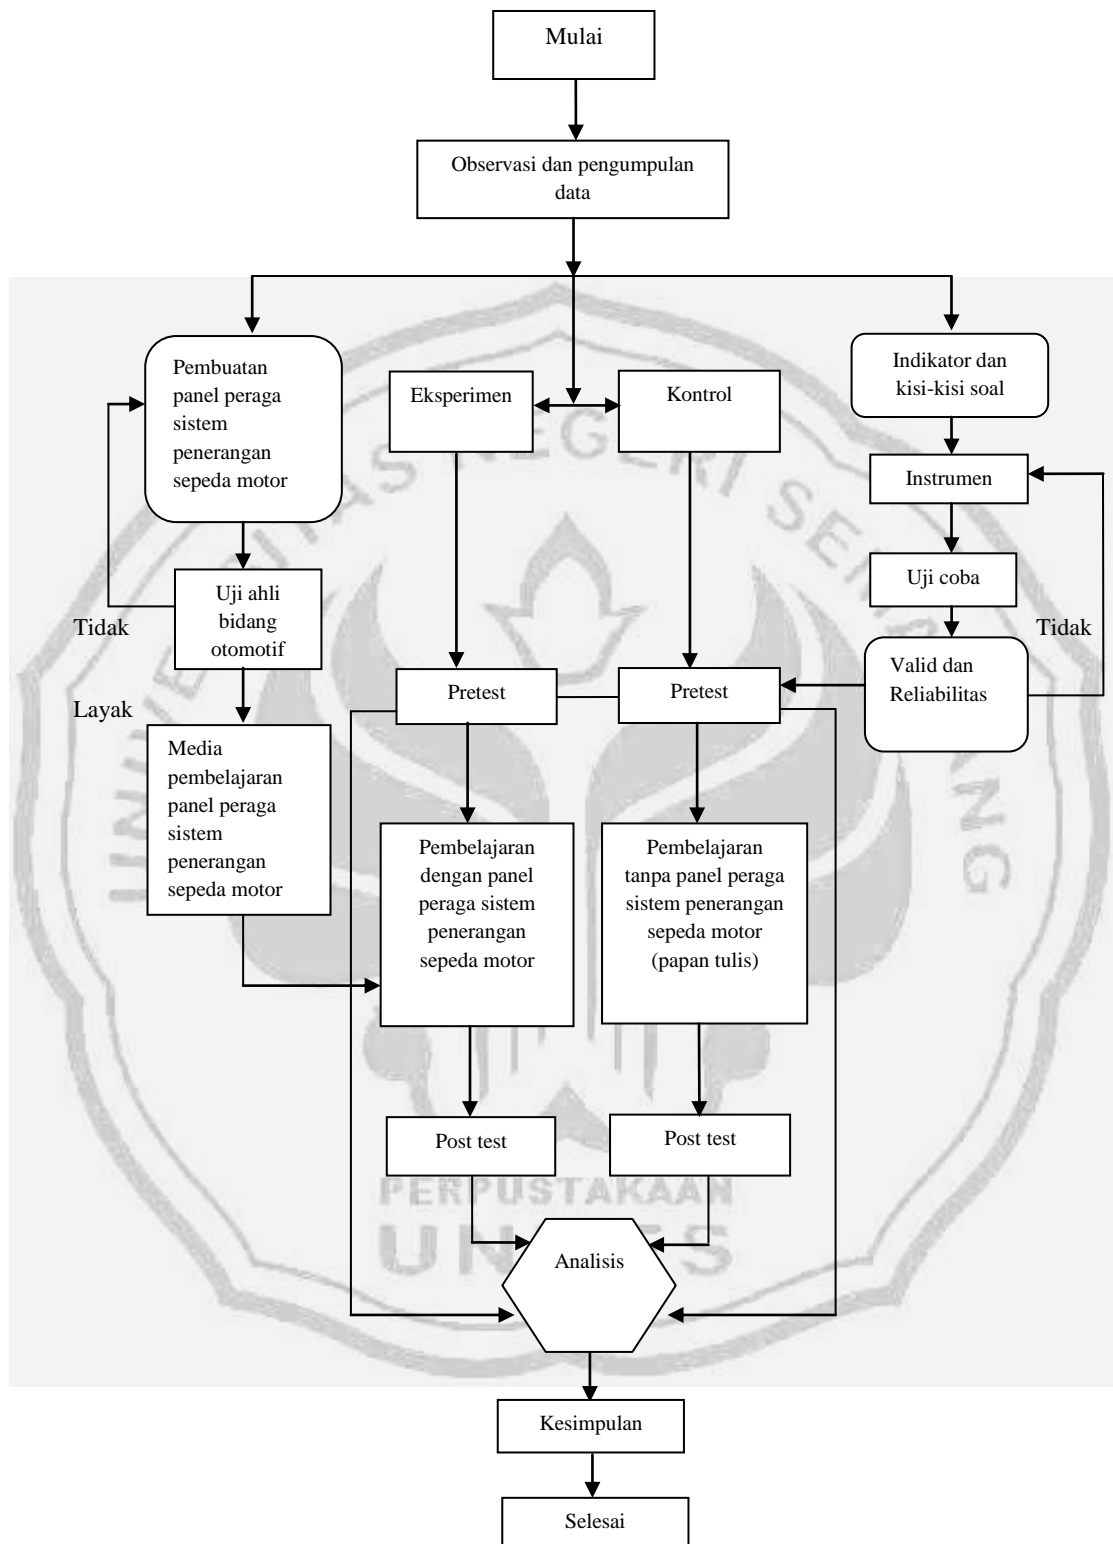 Mulai
Observasi dan pengumpulan
data
Pembuatan
panel peraga
sistem
penerangan
sepeda motor
Eksperimen
Kontrol
Indikator dan
kisi-kisi soal
Instrumen
Uji coba
Uji ahli
bidang
otomotif
Tidak
Tidak
Valid dan
Reliabilitas
Pretest
Pretest
Layak
Media
pembelajaran
panel peraga
sistem
penerangan
sepeda motor
Pembelajaran
dengan panel
peraga sistem
penerangan
sepeda motor
Pembelajaran
tanpa panel peraga
sistem penerangan
sepeda motor
(papan tulis)
Post test
Post test
Analisis
Kesimpulan
Selesai
UNIVERSITAS NEGERI SEMARANG
PERPUSTAKAAN